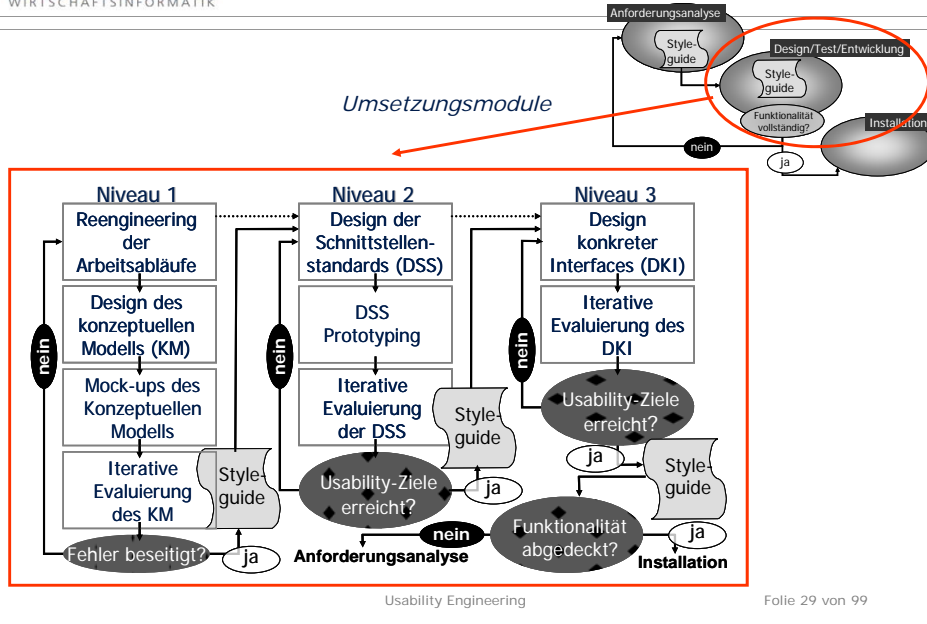 WIRTSCHAFTSINFORMATIK
Anforderungsanalyse
Style-
guide
Design/Test/Entwicklung
Style-
guide
Funktionalität
vollständig?
Installation
nein
ja
Umsetzungsmodule
Niveau 1
Reengineering
der
Arbeitsabläufe
Design des
konzeptuellen
Modells (KM)
Mock-ups des
Konzeptuellen
Modells
Iterative
Evaluierung
des KM
Fehler beseitigt?
nein
ja
Style-
guide
Niveau 2
Design der
Schnittstellen-
standards (DSS)
DSS
Prototyping
Iterative
Evaluierung
der DSS
Usability-Ziele
erreicht?
nein
ja
Style-
guide
Niveau 3
Design
konkreter
Interfaces (DKI)
Iterative
Evaluierung des
DKI
Usability-Ziele
erreicht?
nein
ja
Style-
guide
Funktionalität
abgedeckt?
nein
Anforderungsanalyse
ja
Installation
Usability Engineering
Folie 29 von 99